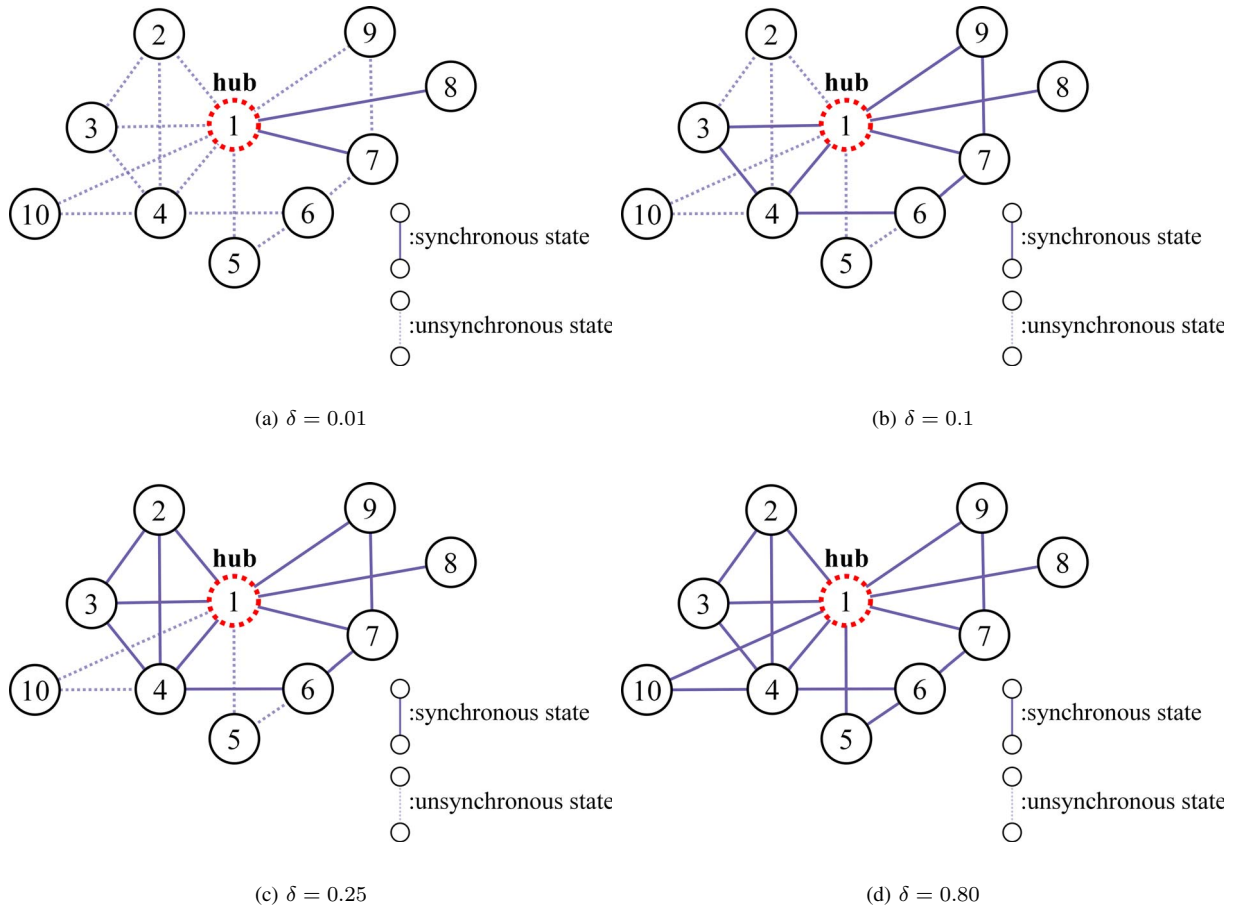 2
9
hub
8
3
1
7
10
4
6
5
:synchronous state
:unsynchronous state
(a) δ = 0.01
2
9
hub
8
3
1
7
10
4
6
5
:synchronous state
:unsynchronous state
(b) δ = 0.1
2
9
hub
8
3
1
7
10
4
6
5
:synchronous state
:unsynchronous state
(c) δ = 0.25
2
9
hub
8
3
1
7
10
4
6
5
:synchronous state
:unsynchronous state
(d) δ = 0.80